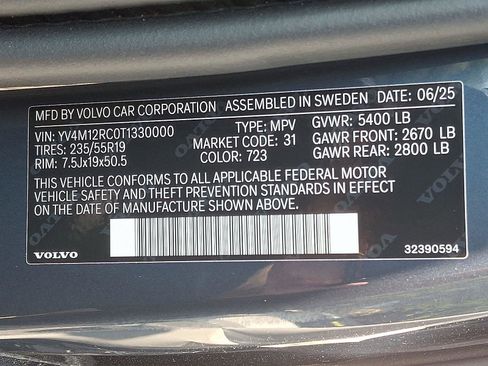 MFD BY VOLVO CAR CORPORATION ASSEMBLED IN SWEDEN DATE: 06/25
VIN: YV4M12RC0T1330000 TYPE: MPV GVWR: 5400 LB
TIRES: 235/55R19 MARKET CODE: 31 GAWR FRONT: 2670 LB
RIM: 7.5Jx19x50.5 COLOR: 723 GAWR REAR: 2800 LB
THIS VEHICLE CONFORMS TO ALL APPLICABLE FEDERAL MOTOR
VEHICLE SAFETY AND THEFT PREVENTION STANDARDS IN EFFECT
ON THE DATE OF MANUFACTURE SHOWN ABOVE.
VOLVO 32390594